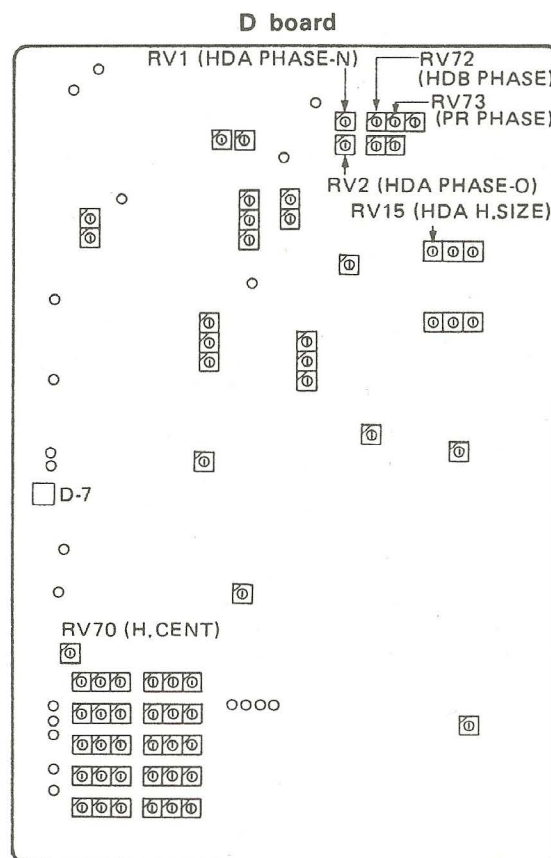 D board
RV1 (HDA PHASE-N)
RV72
(HDB PHASE)
RV73
(PR PHASE)
RV2 (HDA PHASE-O)
RV15 (HDA H.SIZE)
D-7
RV70 (H.CENT)